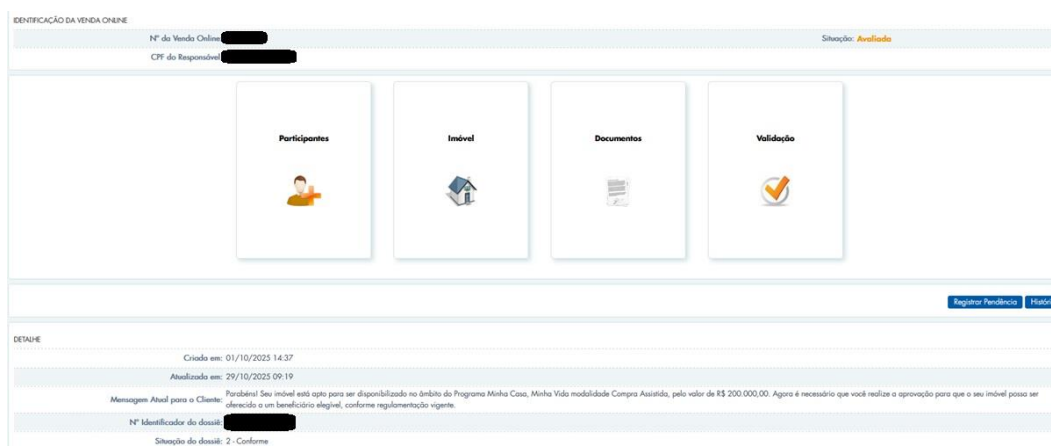 IDENTIFICAÇÃO DA VENDA ONLINE
Nº da Venda Online:
Situação: Avaliada
CPF do Responsável:
Participantes
Imóvel
Documentos
Validação
Registrar Pendência
DETALHE
Criada em: 01/10/2025 14:37
Atualizada em: 29/10/2025 09:19
Mensagem Atual para o Cliente: Parabéns! Seu imóvel está apto para ser disponibilizado no âmbito do Programa Minha Casa, Minha Vida modalidade Compra Assistida, pelo valor de R$ 200.000,00. Agora é necessário que você realize a aprovação para que o seu imóvel possa ser
oferecido a um beneficiário elegível, conforme regulamentação vigente.
Nº Identificador do dossiê:
Situação do dossiê: 2 - Conforme